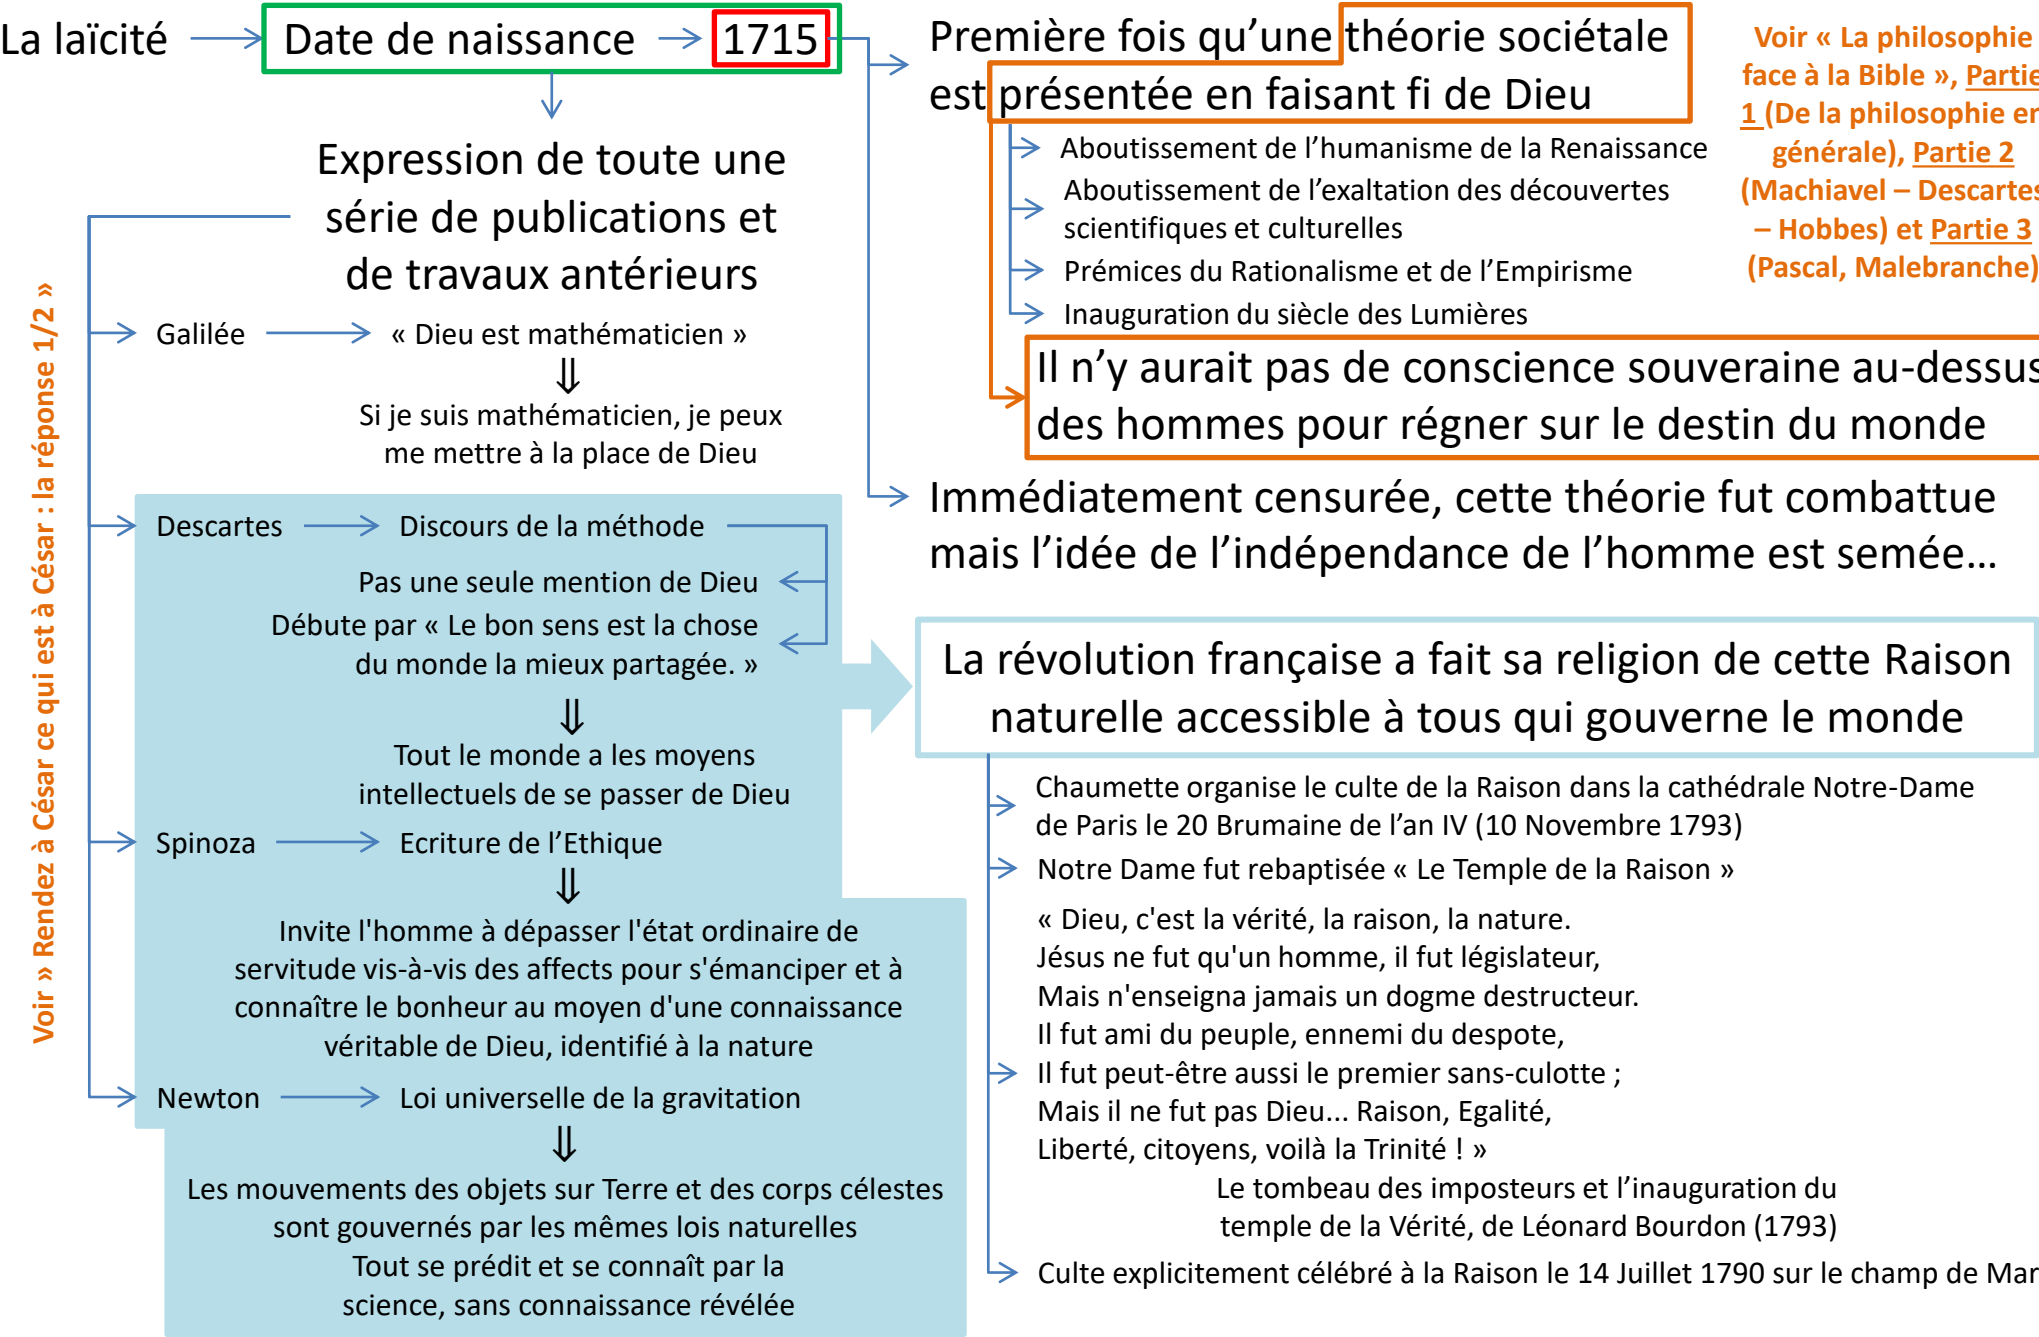 La laïcité
Date de naissance
1715
Expression de toute une
série de publications et
de travaux antérieurs
Voir » Rendez à César ce qui est à César : la réponse 1/2 »
Galilée
« Dieu est mathématicien »
⇓
Si je suis mathématicien, je peux
me mettre à la place de Dieu
Descartes
Discours de la méthode
Pas une seule mention de Dieu
Débute par « Le bon sens est la chose
du monde la mieux partagée. »
⇓
Tout le monde a les moyens
intellectuels de se passer de Dieu
Spinoza
Ecriture de l’Ethique
⇓
Invite l'homme à dépasser l'état ordinaire de
servitude vis-à-vis des affects pour s'émanciper et à
connaître le bonheur au moyen d'une connaissance
véritable de Dieu, identifié à la nature
Newton
Loi universelle de la gravitation
⇓
Les mouvements des objets sur Terre et des corps célestes
sont gouvernés par les mêmes lois naturelles
Tout se prédit et se connaît par la
science, sans connaissance révélée
Première fois qu’une théorie sociétale
est présentée en faisant fi de Dieu
Aboutissement de l’humanisme de la Renaissance
Aboutissement de l’exaltation des découvertes
scientifiques et culturelles
Prémices du Rationalisme et de l’Empirisme
Inauguration du siècle des Lumières
Voir « La philosophie
face à la Bible », Partie
1 (De la philosophie en
générale), Partie 2
(Machiavel – Descartes
– Hobbes) et Partie 3
(Pascal, Malebranche)
Il n’y aurait pas de conscience souveraine au-dessus
des hommes pour régner sur le destin du monde
Immédiatement censurée, cette théorie fut combattue
mais l’idée de l’indépendance de l’homme est semée…
La révolution française a fait sa religion de cette Raison
naturelle accessible à tous qui gouverne le monde
Chaumette organise le culte de la Raison dans la cathédrale Notre-Dame
de Paris le 20 Brumaine de l’an IV (10 Novembre 1793)
Notre Dame fut rebaptisée « Le Temple de la Raison »
« Dieu, c'est la vérité, la raison, la nature.
Jésus ne fut qu'un homme, il fut législateur,
Mais n'enseigna jamais un dogme destructeur.
Il fut ami du peuple, ennemi du despote,
Il fut peut-être aussi le premier sans-culotte ;
Mais il ne fut pas Dieu... Raison, Egalité,
Liberté, citoyens, voilà la Trinité ! »
Le tombeau des imposteurs et l’inauguration du
temple de la Vérité, de Léonard Bourdon (1793)
Culte explicitement célébré à la Raison le 14 Juillet 1790 sur le champ de Mar